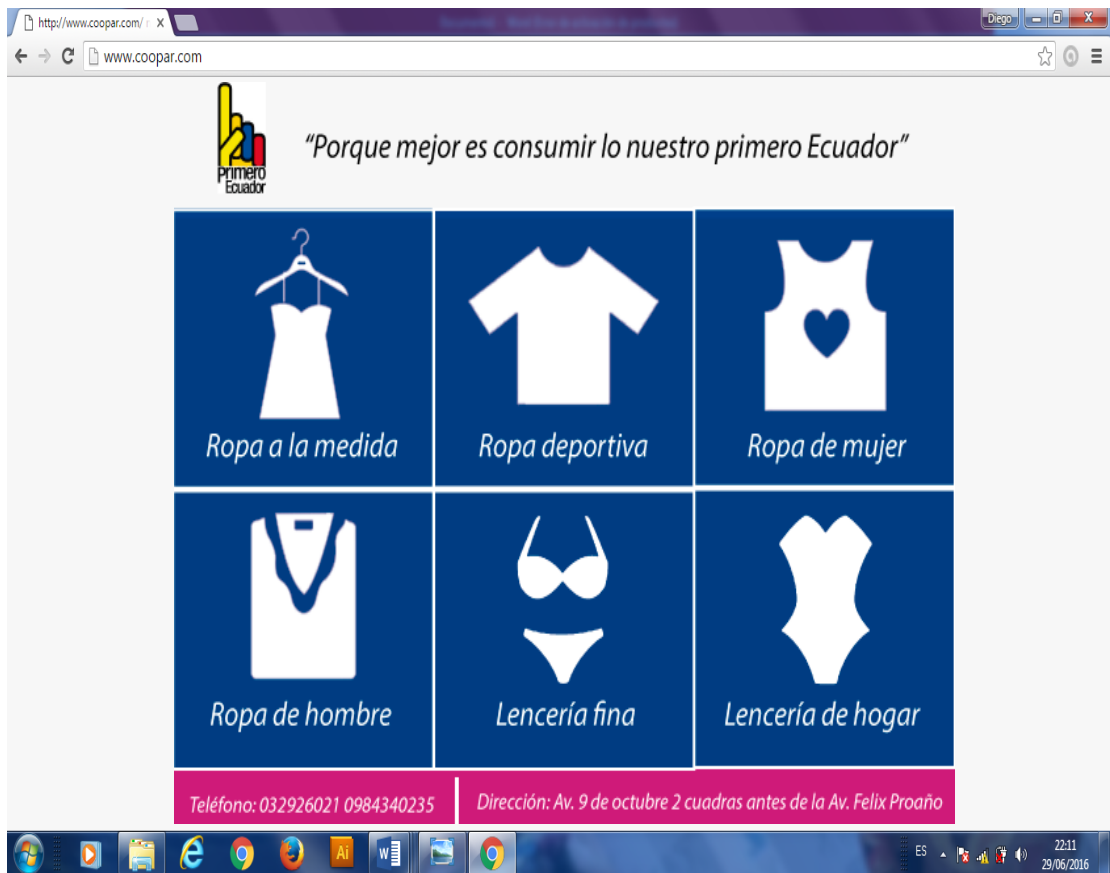 http://www.coopar.com/
Diego
www.coopar.com
Primero
Ecuador
“Porque mejor es consumir lo nuestro primero Ecuador”
Ropa a la medida
Ropa deportiva
Ropa de mujer
Ropa de hombre
Lencería fina
Lencería de hogar
Teléfono: 032926021 0984340235
Dirección: Av. 9 de octubre 2 cuadras antes de la Av. Felix Proaño
Ai
W
ES
22:11
29/06/2016